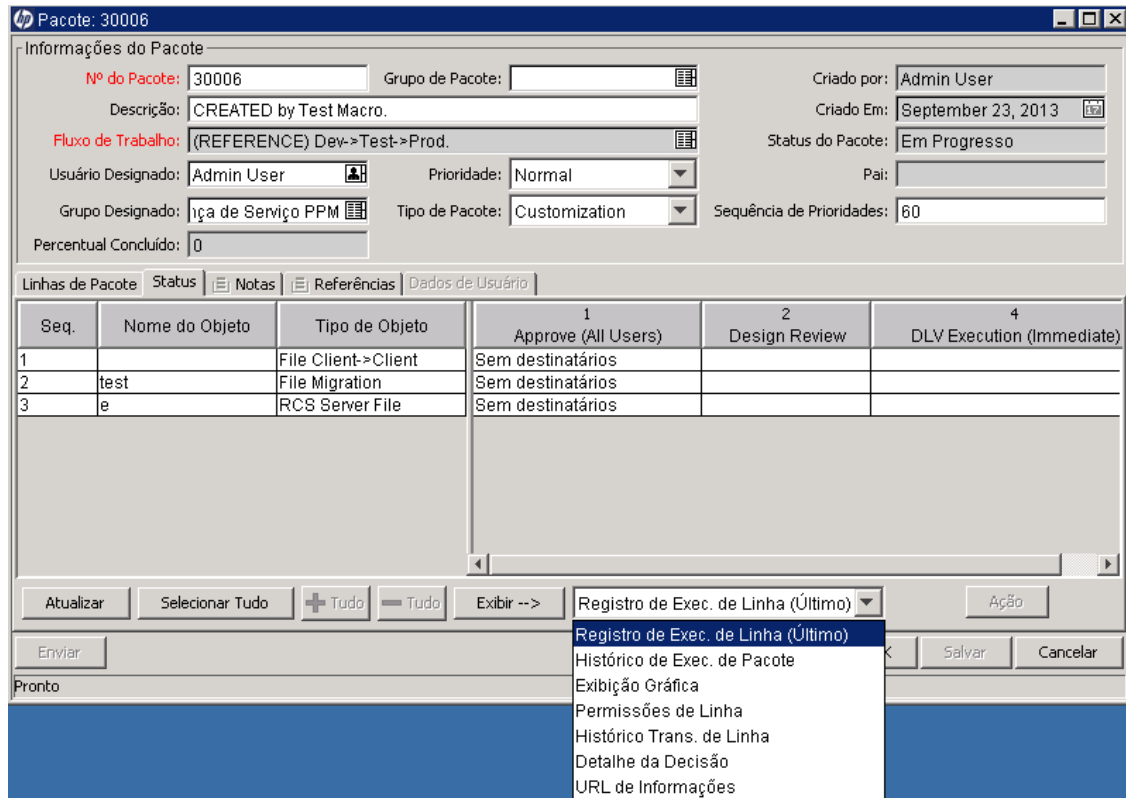 hp Pacote: 30006
Informações do Pacote
Nº do Pacote: 30006 Grupo de Pacote: Criado por: Admin User
Descrição: CREATED by Test Macro. Criado Em: September 23, 2013
Fluxo de Trabalho: (REFERENCE) Dev->Test->Prod. Status do Pacote: Em Progresso
Usuário Designado: Admin User Prioridade: Normal Pai:
Grupo Designado: nça de Serviço PPM Tipo de Pacote: Customization Sequência de Prioridades: 60
Percentual Concluído: 0
Linhas de Pacote Status Notas Referências Dados de Usuário
Seq. Nome do Objeto Tipo de Objeto 1 Approve (All Users) 2 Design Review 4 DLV Execution (Immediate)
1 File Client->Client Sem destinatários
2 test File Migration Sem destinatários
3 e RCS Server File Sem destinatários
Atualizar Selecionar Tudo Tudo Tudo Exibir --> Registro de Exec. de Linha (Último) Ação
Enviar Salvar Cancelar
Pronto
Registro de Exec. de Linha (Último)
Histórico de Exec. de Pacote
Exibição Gráfica
Permissões de Linha
Histórico Trans. de Linha
Detalhe da Decisão
URL de Informações